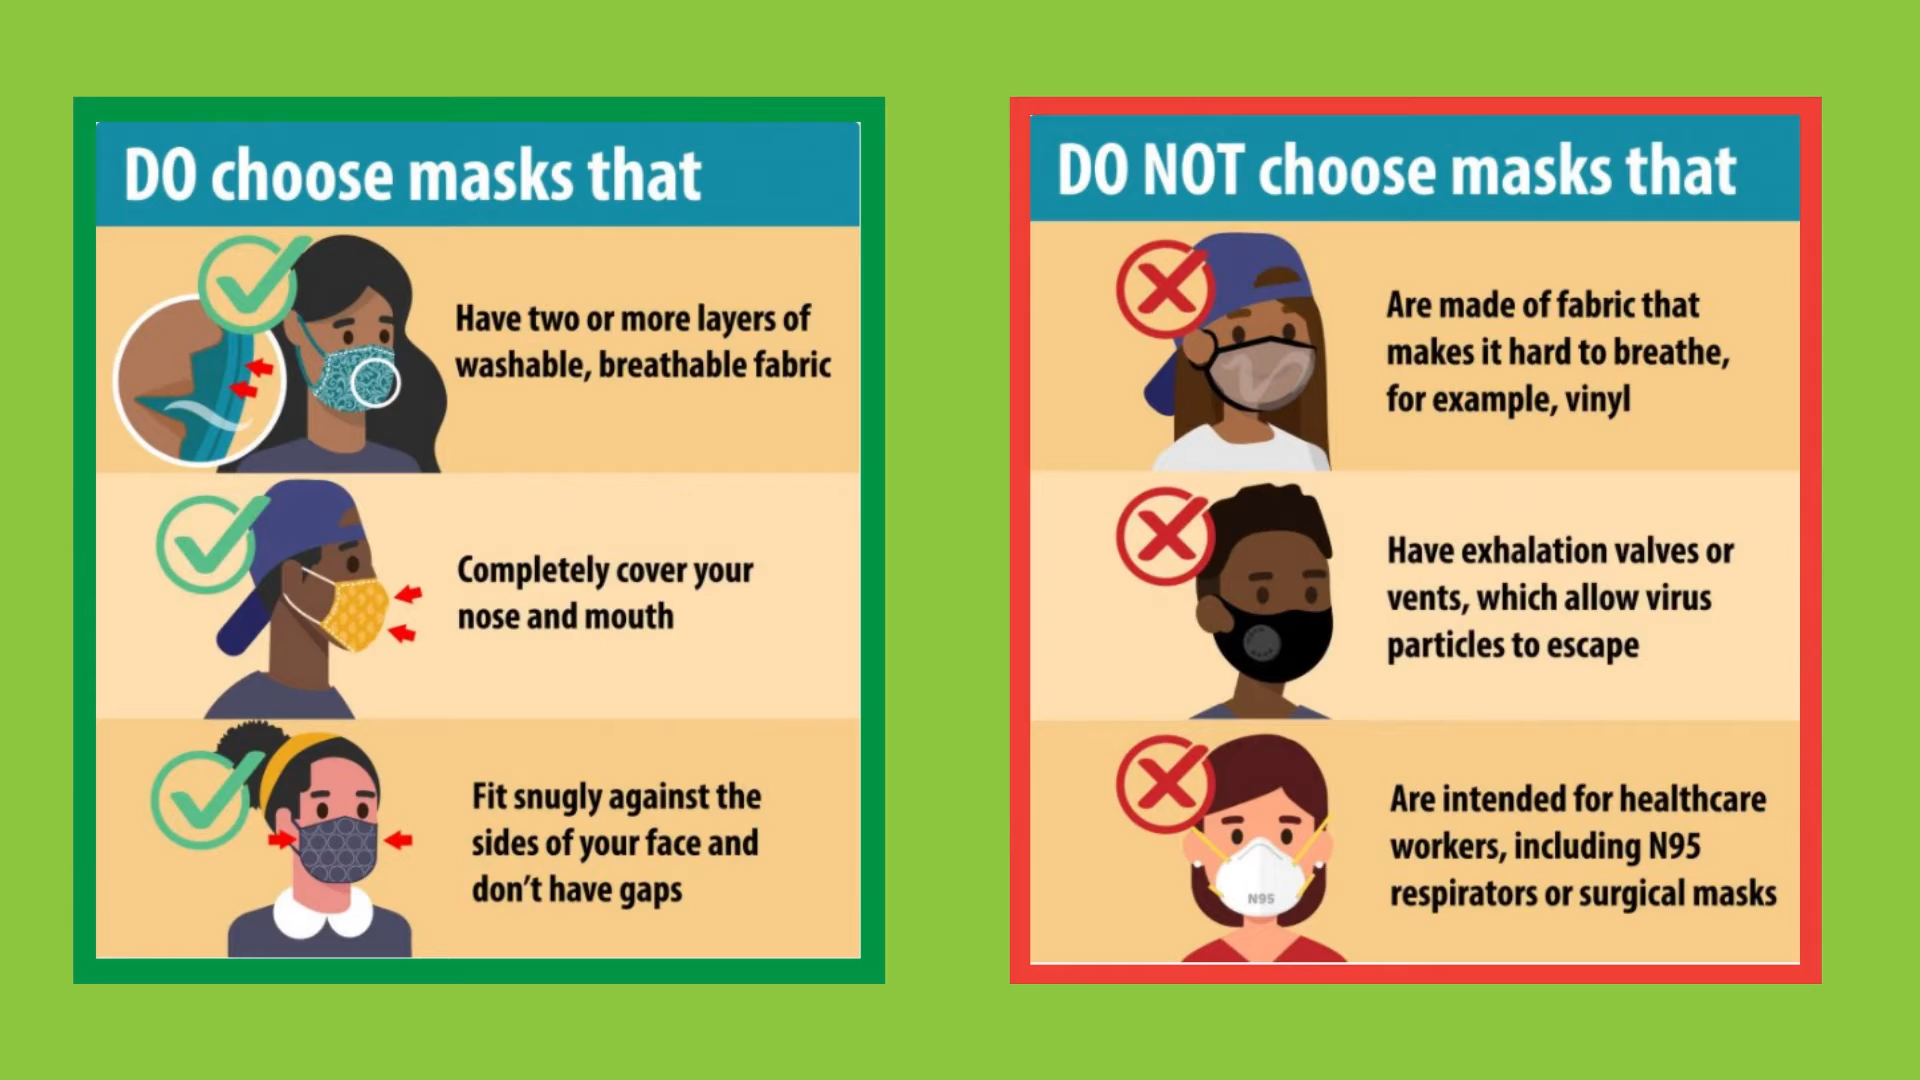 DO choose masks that
Have two or more layers of
washable, breathable fabric
Completely cover your
nose and mouth
Fit snugly against the
sides of your face and
don't have gaps
DO NOT choose masks that
Are made of fabric that
makes it hard to breathe,
for example, vinyl
Have exhalation valves or
vents, which allow virus
particles to escape
Are intended for healthcare
workers, including N95
respirators or surgical masks
N95